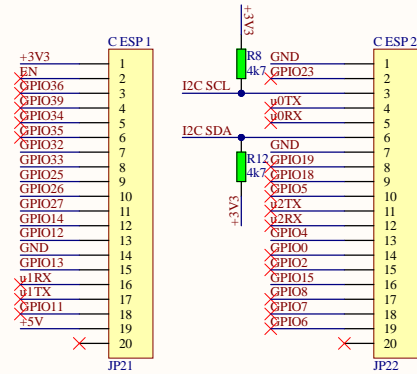 C ESP 1
+3V3 1
EN 2
GPIO36 3
GPIO39 4
GPIO34 5
GPIO35 6
GPIO32 7
GPIO33 8
GPIO25 9
GPIO26 10
GPIO27 11
GPIO14 12
GPIO12 13
GND 14
GPIO13 15
u1RX 16
u1TX 17
GPIO11 18
+5V 19
20
JP21
+3V3
R8
4k7
I2C SCL
I2C SDA
R12
4k7
+3V3
C ESP 2
GND 1
GPIO23 2
3
u0TX 4
u0RX 5
6
GND 7
GPIO19 8
GPIO18 9
GPIO5 10
u2TX 11
u2RX 12
GPIO4 13
GPIO0 14
GPIO2 15
GPIO15 16
GPIO8 17
GPIO7 18
GPIO6 19
20
JP22